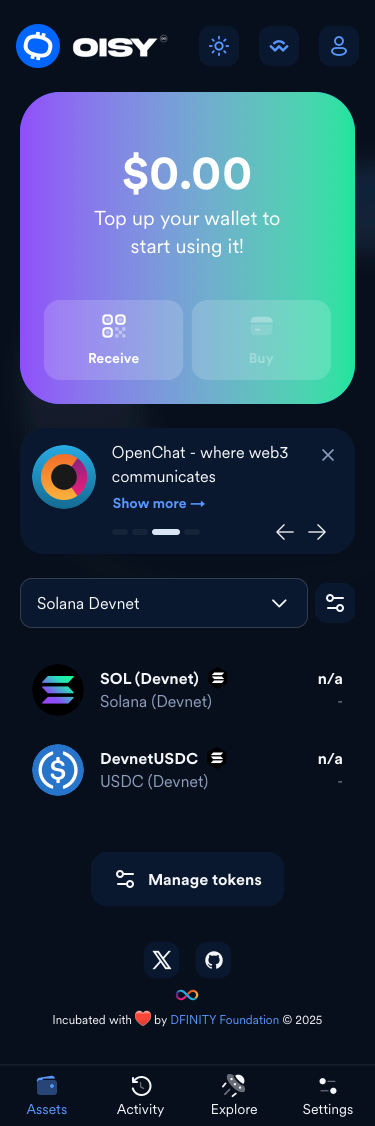 OISY
$0.00
Top up your wallet to
start using it!
Receive
Buy
OpenChat - where web3
communicates
Show more →
Solana Devnet
SOL (Devnet)
n/a
Solana (Devnet)
-
DevnetUSDC
n/a
USDC (Devnet)
-
Manage tokens
Incubated with ❤️ by DFINITY Foundation © 2025
Assets
Activity
Explore
Settings